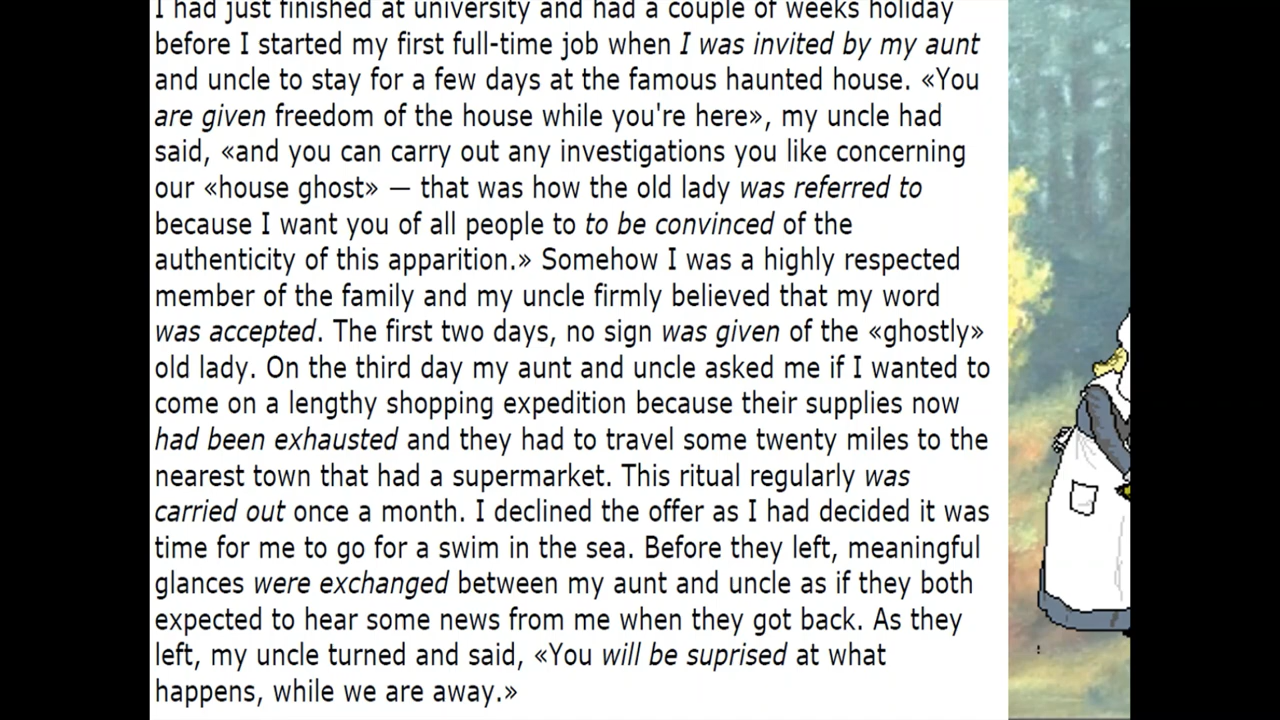 I had just finished at university and had a couple of weeks holiday
before I started my first full-time job when I was invited by my aunt
and uncle to stay for a few days at the famous haunted house. «You
are given freedom of the house while you're here», my uncle had
said, «and you can carry out any investigations you like concerning
our «house ghost» — that was how the old lady was referred to
because I want you of all people to to be convinced of the
authenticity of this apparition.» Somehow I was a highly respected
member of the family and my uncle firmly believed that my word
was accepted. The first two days, no sign was given of the «ghostly»
old lady. On the third day my aunt and uncle asked me if I wanted to
come on a lengthy shopping expedition because their supplies now
had been exhausted and they had to travel some twenty miles to the
nearest town that had a supermarket. This ritual regularly was
carried out once a month. I declined the offer as I had decided it was
time for me to go for a swim in the sea. Before they left, meaningful
glances were exchanged between my aunt and uncle as if they both
expected to hear some news from me when they got back. As they
left, my uncle turned and said, «You will be suprised at what
happens, while we are away.»